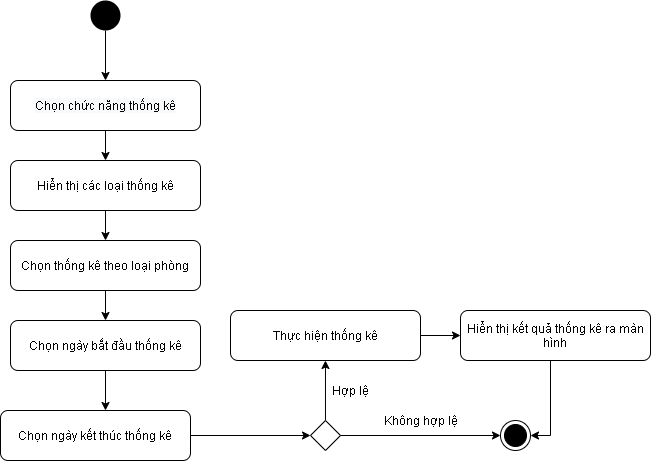 Chọn chức năng thống kê
Hiển thị các loại thống kê
Chọn thống kê theo loại phòng
Chọn ngày bắt đầu thống kê
Chọn ngày kết thúc thống kê
Thực hiện thống kê
Hiển thị kết quả thống kê ra màn
hình
Hợp lệ
Không hợp lệ